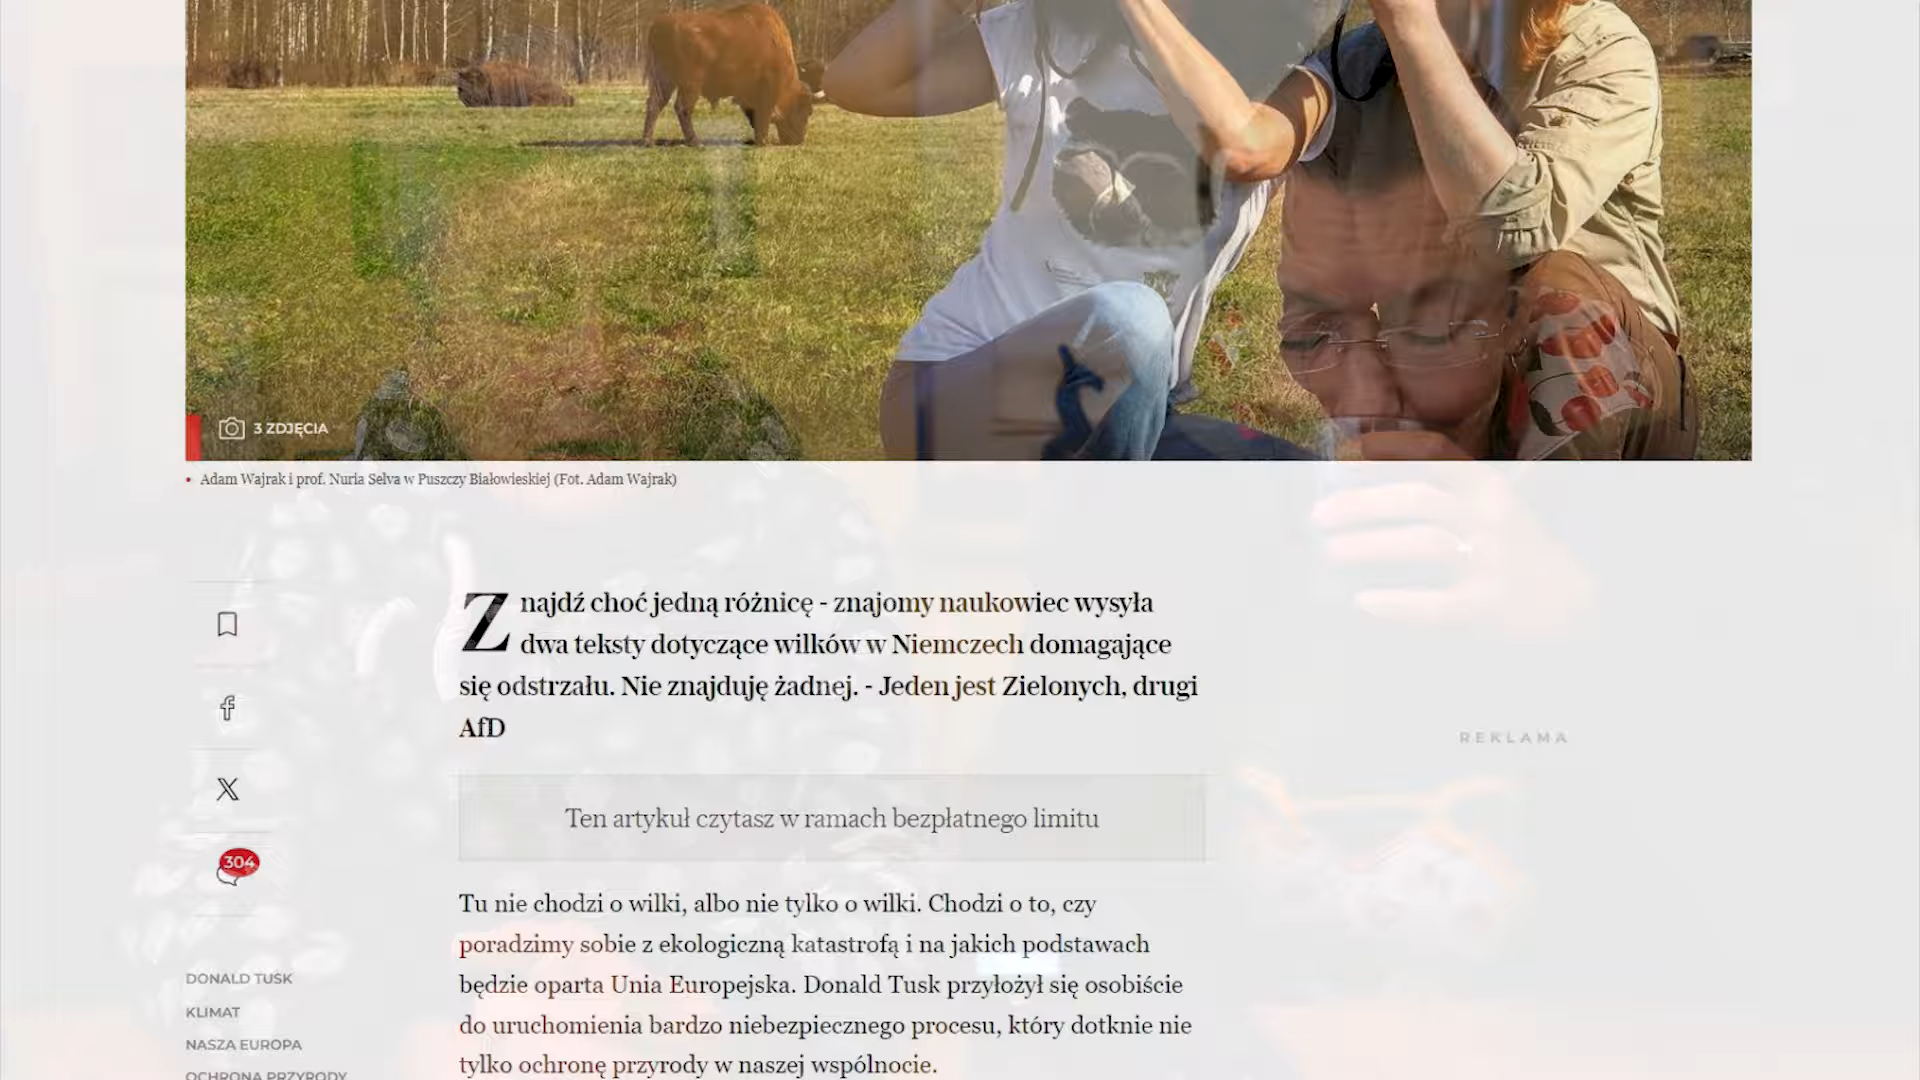 3 ZDJĘCIA
• Adam Wajrak i prof. Nuria Selva w Puszczy Białowieskiej (Fot. Adam Wajrak)
Znajdź choć jedną różnicę - znajomy naukowiec wysyła
dwa teksty dotyczące wilków w Niemczech domagające
się odstrzału. Nie znajduję żadnej. - Jeden jest Zielonych, drugi
AfD
REKLAMA
Ten artykuł czytasz w ramach bezpłatnego limitu
304
Tu nie chodzi o wilki, albo nie tylko o wilki. Chodzi o to, czy
poradzimy sobie z ekologiczną katastrofą i na jakich podstawach
będzie oparta Unia Europejska. Donald Tusk przyłożył się osobiście
do uruchomienia bardzo niebezpiecznego procesu, który dotknie nie
tylko ochronę przyrody w naszej wspólnocie.
DONALD TUSK
KLIMAT
NASZA EUROPA
OCHRONA PRZYRODY